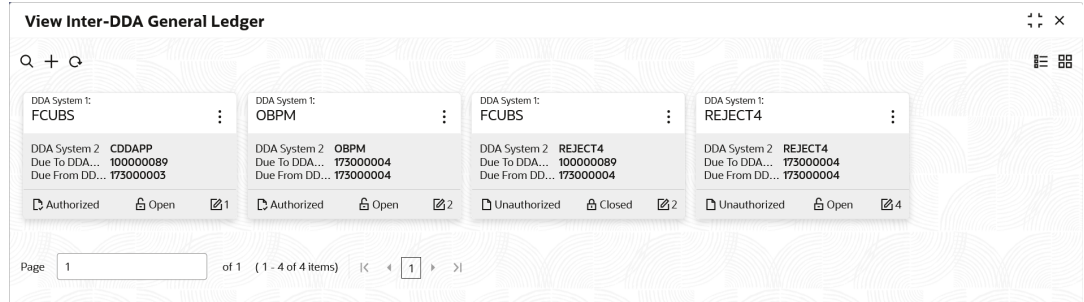 View Inter-DDA General Ledger
DDA System 1:
FCUBS
DDA System 2 CDDAPP
Due To DDA... 100000089
Due From DD... 173000003
Authorized Open 1
DDA System 1:
OBPM
DDA System 2 OBPM
Due To DDA... 173000004
Due From DD... 173000004
Authorized Open 2
DDA System 1:
FCUBS
DDA System 2 REJECT4
Due To DDA... 100000089
Due From DD... 173000004
Unauthorized Closed 2
DDA System 1:
REJECT4
DDA System 2 REJECT4
Due To DDA... 173000004
Due From DD... 173000004
Unauthorized Open 4
Page 1 of 1 ( 1 - 4 of 4 items) 1